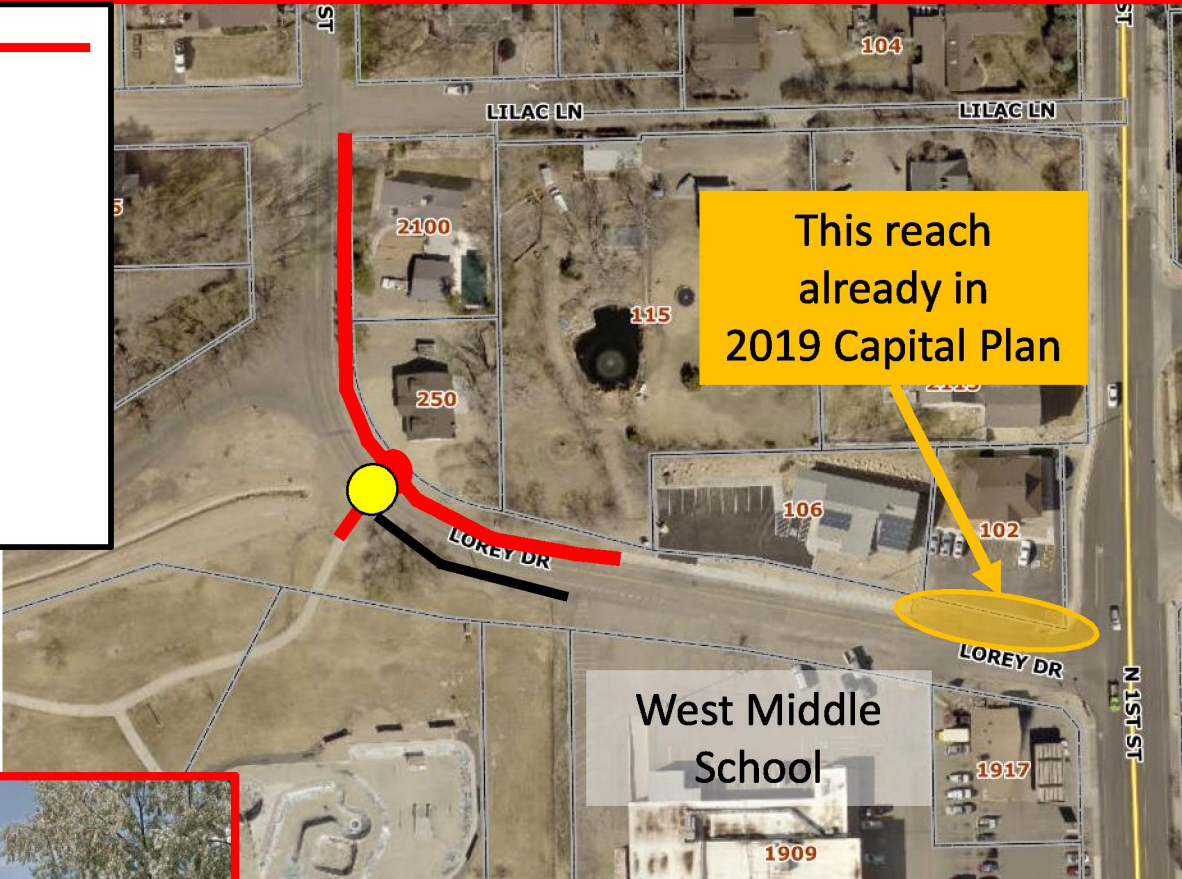 ST
ST
104
LILAC LN
LILAC LN
5
2100
This reach
already in
2019 Capital Plan
115
250
106
102
LOREY DR
LOREY DR
N 1ST ST
West Middle
School
1917
1909